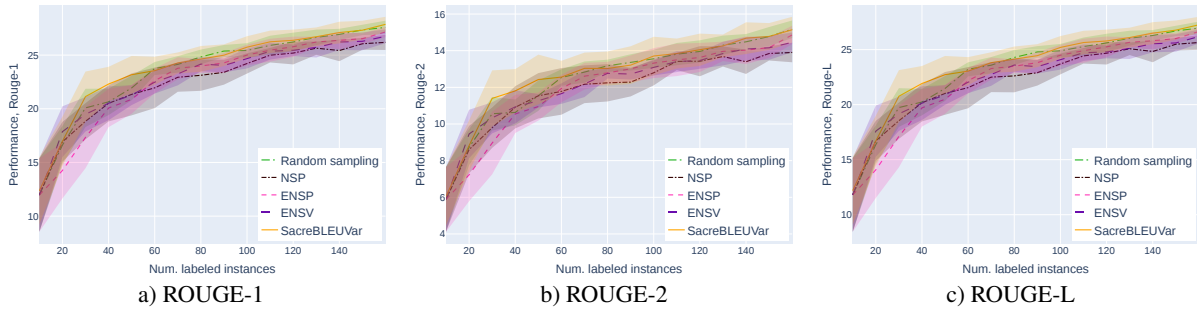 Performance, Rouge-1
25
20
15
10
20 40 60 80 100 120 140
Num. labeled instances
Random sampling
NSP
ENSP
ENSV
SacreBLEUVar
a) ROUGE-1
Performance, Rouge-2
16
14
12
10
8
6
4
20 40 60 80 100 120 140
Num. labeled instances
Random sampling
NSP
ENSP
ENSV
SacreBLEUVar
b) ROUGE-2
Performance, Rouge-L
25
20
15
10
20 40 60 80 100 120 140
Num. labeled instances
Random sampling
NSP
ENSP
ENSV
SacreBLEUVar
c) ROUGE-L